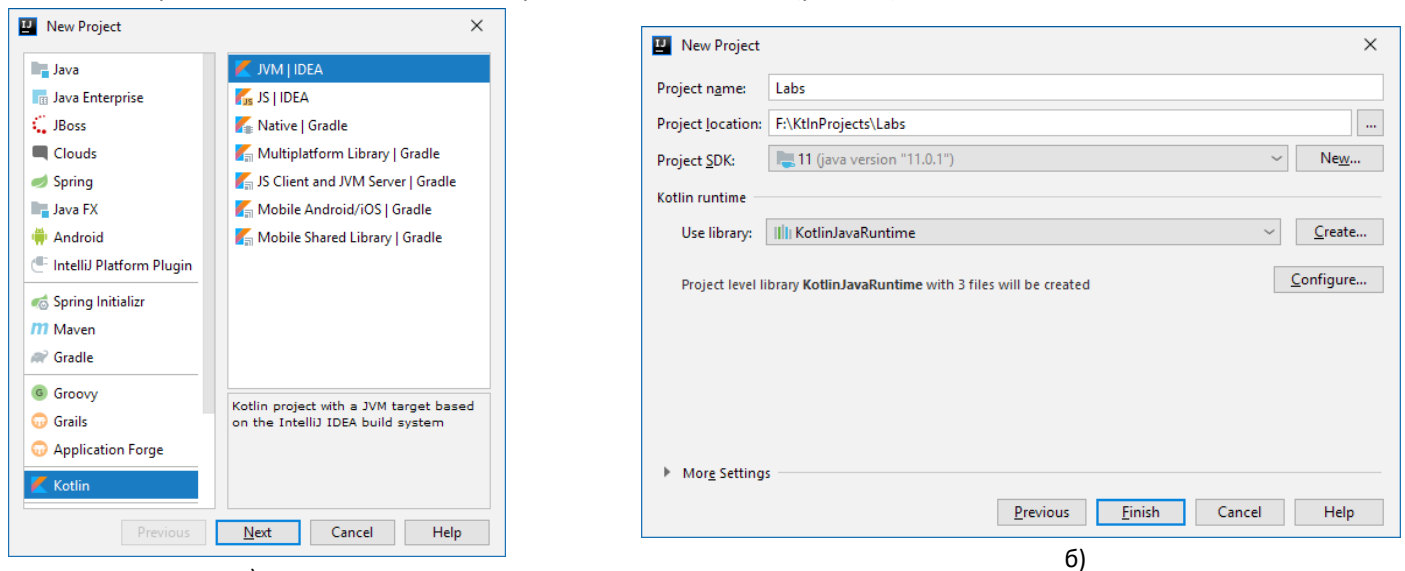 New Project
Java
Java Enterprise
JBoss
Clouds
Spring
Java FX
Android
IntelliJ Platform Plugin
Spring Initializr
Maven
Gradle
Groovy
Grails
Application Forge
Kotlin
JVM | IDEA
JS | IDEA
Native | Gradle
Multiplatform Library | Gradle
JS Client and JVM Server | Gradle
Mobile Android/iOS | Gradle
Mobile Shared Library | Gradle
Kotlin project with a JVM target based
on the IntelliJ IDEA build system
Previous Next Cancel Help
New Project
Project name: Labs
Project location: F:\KtlnProjects\Labs ...
Project SDK: 11 (java version "11.0.1") New...
Kotlin runtime
Use library: KotlinJavaRuntime Create...
Project level library KotlinJavaRuntime with 3 files will be created Configure...
More Settings
Previous Finish Cancel Help
б)